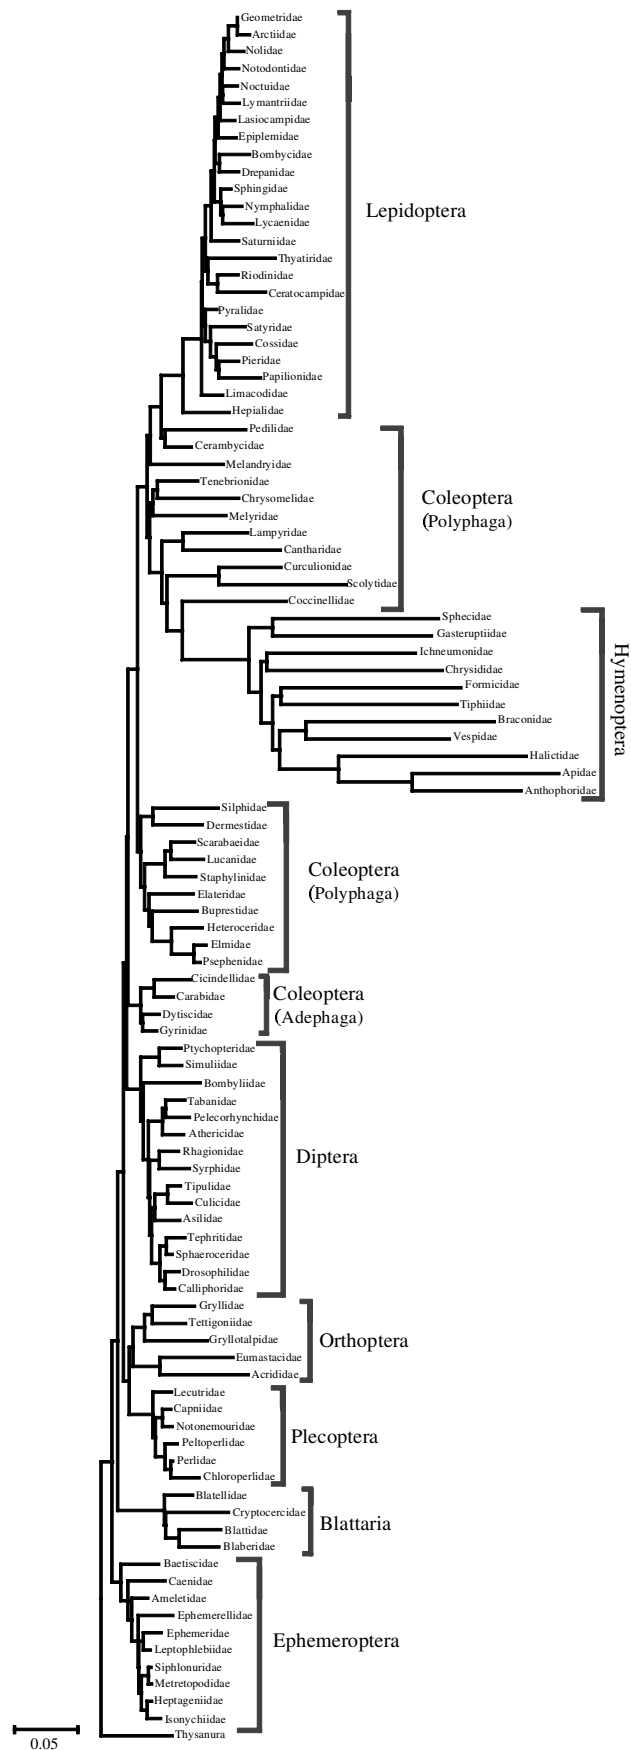 Geometridae
Arctiidae
Nolidae
Notodontidae
Noctuidae
Lymantriidae
Lasiocampidae
Epiplemidae
Bombycidae
Drepanidae
Sphingidae
Nymphalidae
Lycaenidae
Saturniidae
Thyatiridae
Riodinidae
Ceratocampidae
Pyralidae
Satyridae
Cossidae
Pieridae
Papilionidae
Limacodidae
Hepialidae
Lepidoptera
Pedilidae
Cerambycidae
Melandryidae
Tenebrionidae
Chrysomelidae
Melyridae
Lampyridae
Cantharidae
Curculionidae
Scolytidae
Coccinellidae
Coleoptera
(Polyphaga)
Sphecidae
Gasteruptiidae
Ichneumonidae
Chrysididae
Formicidae
Tiphiidae
Braconidae
Vespidae
Halictidae
Apidae
Anthophoridae
Hymenoptera
Silphidae
Dermestidae
Scarabaeidae
Lucanidae
Staphylinidae
Elateridae
Buprestidae
Heteroceridae
Elmidae
Psephenidae
Coleoptera
(Polyphaga)
Cicindellidae
Carabidae
Dytiscidae
Gyrinidae
Coleoptera
(Adephaga)
Ptychopteridae
Simuliidae
Bombyliidae
Tabanidae
Pelecorhynchidae
Athericidae
Rhagionidae
Syrphidae
Tipulidae
Culicidae
Asilidae
Tephritidae
Sphaeroceridae
Drosophilidae
Calliphoridae
Diptera
Gryllidae
Tettigoniidae
Gryllotalpidae
Eumastacidae
Acrididae
Orthoptera
Lecutridae
Capniidae
Notonemouridae
Peltoperlidae
Perlidae
Chloroperlidae
Plecoptera
Blatellidae
Cryptocercidae
Blattidae
Blaberidae
Blattaria
Baetiscidae
Caenidae
Ameletidae
Ephemerellidae
Ephemeridae
Leptophlebiidae
Siphlonuridae
Metretopodidae
Heptageniidae
Isonychiidae
Ephemeroptera
Thysanura
0.05